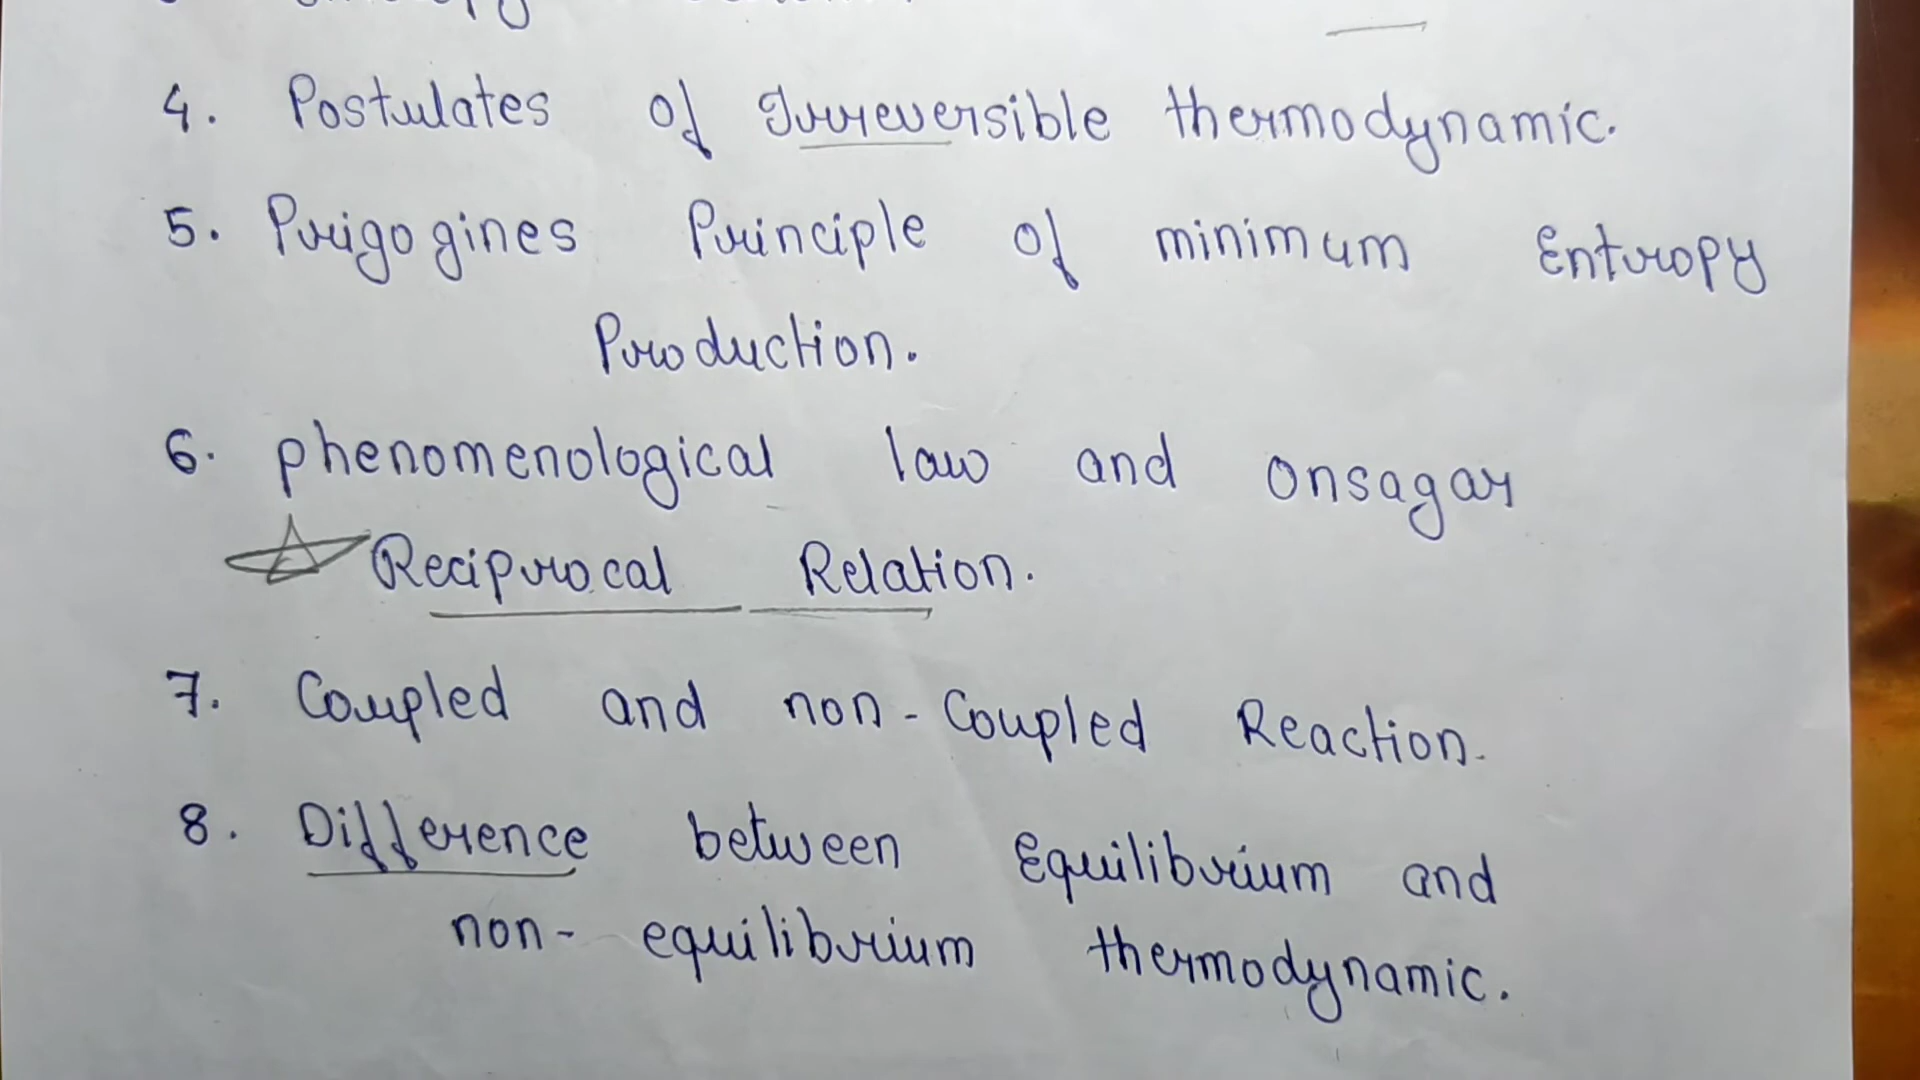 4. Postulates of Irreversible thermodynamic.
5. Prigogines Principle of minimum Entropy
Production.
6. phenomenological law and onsagar
Reciprocal Relation.
7. Coupled and non-Coupled Reaction.
8. Difference between Equilibrium and
non-equilibrium thermodynamic.